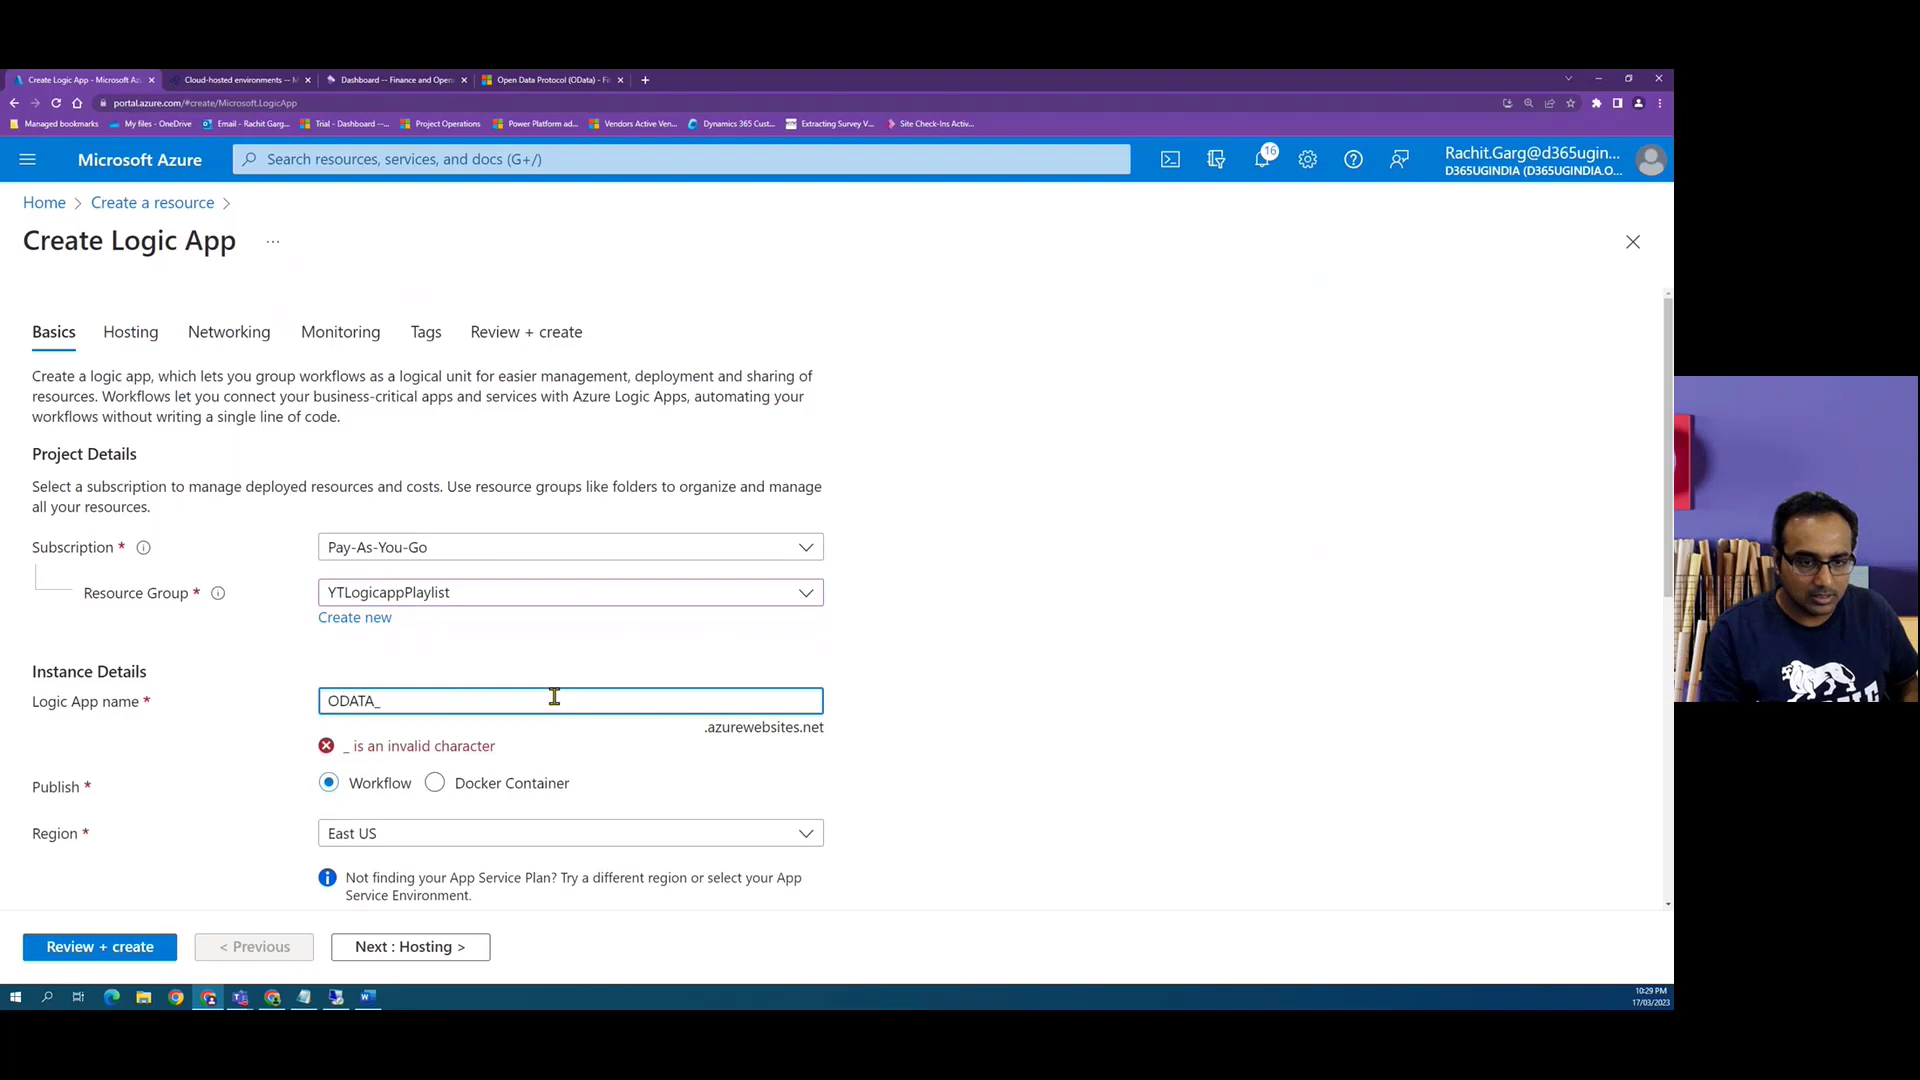 Create Logic App - Microsoft Az
Cloud-hosted environments -- M
Dashboard -- Finance and Oper
Open Data Protocol (OData) - Fi
portal.azure.com/#create/Microsoft.LogicApp
Managed bookmarks
My files - OneDrive
Email - Rachit Garg...
Trial - Dashboard --...
Project Operations
Power Platform ad...
Vendors Active Ven...
Dynamics 365 Cust...
Extracting Survey V...
Site Check-Ins Activ...
Microsoft Azure
Search resources, services, and docs (G+/)
16
Rachit.Garg@d365ugin...
D365UGINDIA (D365UGINDIA.O...
Home > Create a resource >
Create Logic App ...
Basics
Hosting
Networking
Monitoring
Tags
Review + create
Create a logic app, which lets you group workflows as a logical unit for easier management, deployment and sharing of
resources. Workflows let you connect your business-critical apps and services with Azure Logic Apps, automating your
workflows without writing a single line of code.
Project Details
Select a subscription to manage deployed resources and costs. Use resource groups like folders to organize and manage
all your resources.
Subscription *
Pay-As-You-Go
Resource Group *
YTLogicappPlaylist
Create new
Instance Details
Logic App name *
ODATA_
.azurewebsites.net
_ is an invalid character
Publish *
Workflow
Docker Container
Region *
East US
Not finding your App Service Plan? Try a different region or select your App
Service Environment.
Review + create
< Previous
Next : Hosting >
10:29 PM
17/03/2023